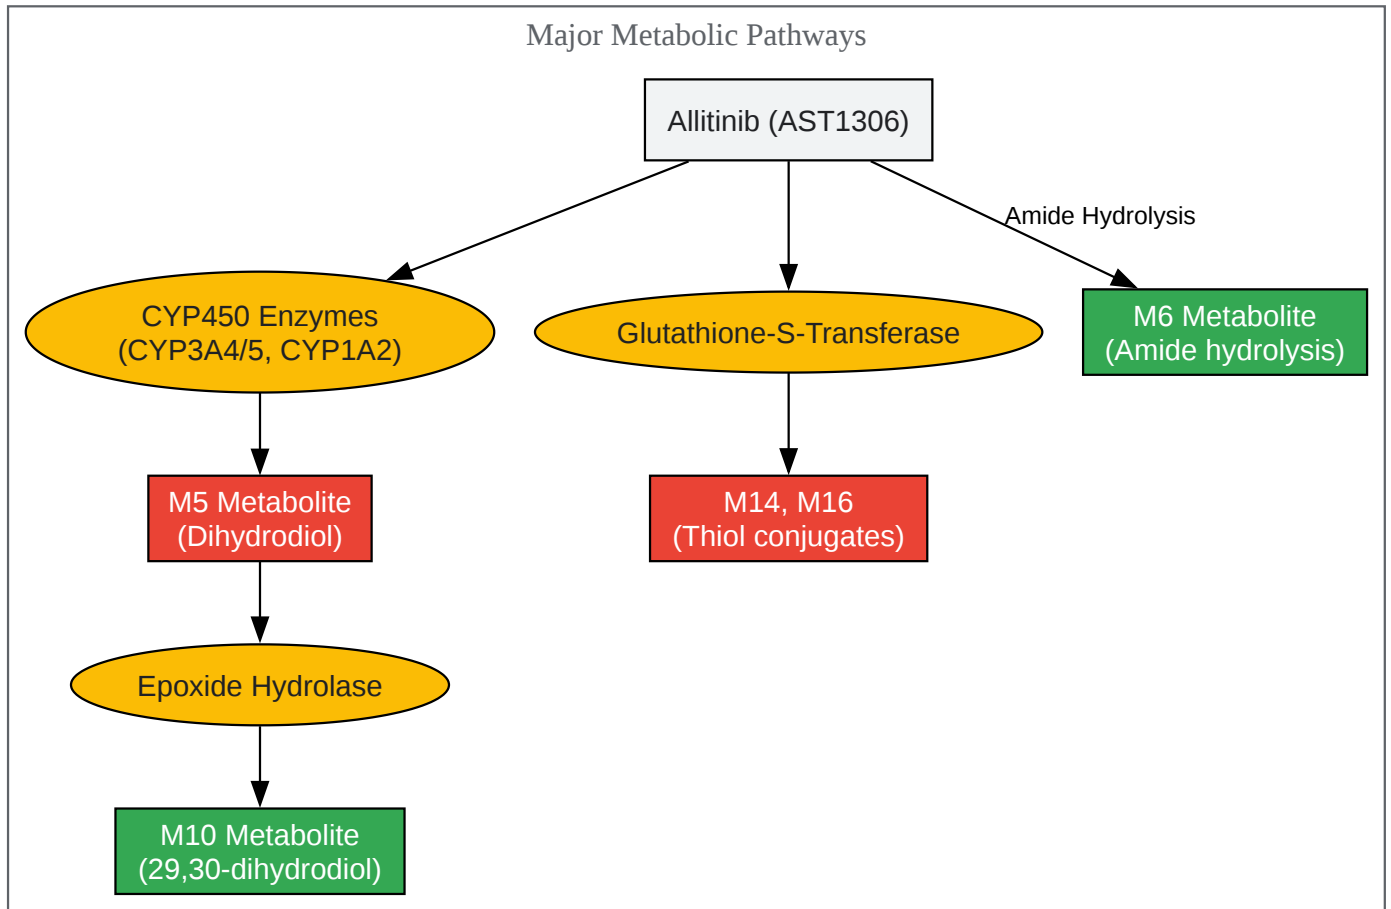 Major Metabolic Pathways
Allitinib (AST1306)
Amide Hydrolysis
CYP450 Enzymes
(CYP3A4/5, CYP1A2)
Glutathione-S-Transferase
M6 Metabolite
(Amide hydrolysis)
M5 Metabolite
(Dihydrodiol)
M14, M16
(Thiol conjugates)
Epoxide Hydrolase
M10 Metabolite
(29,30-dihydrodiol)